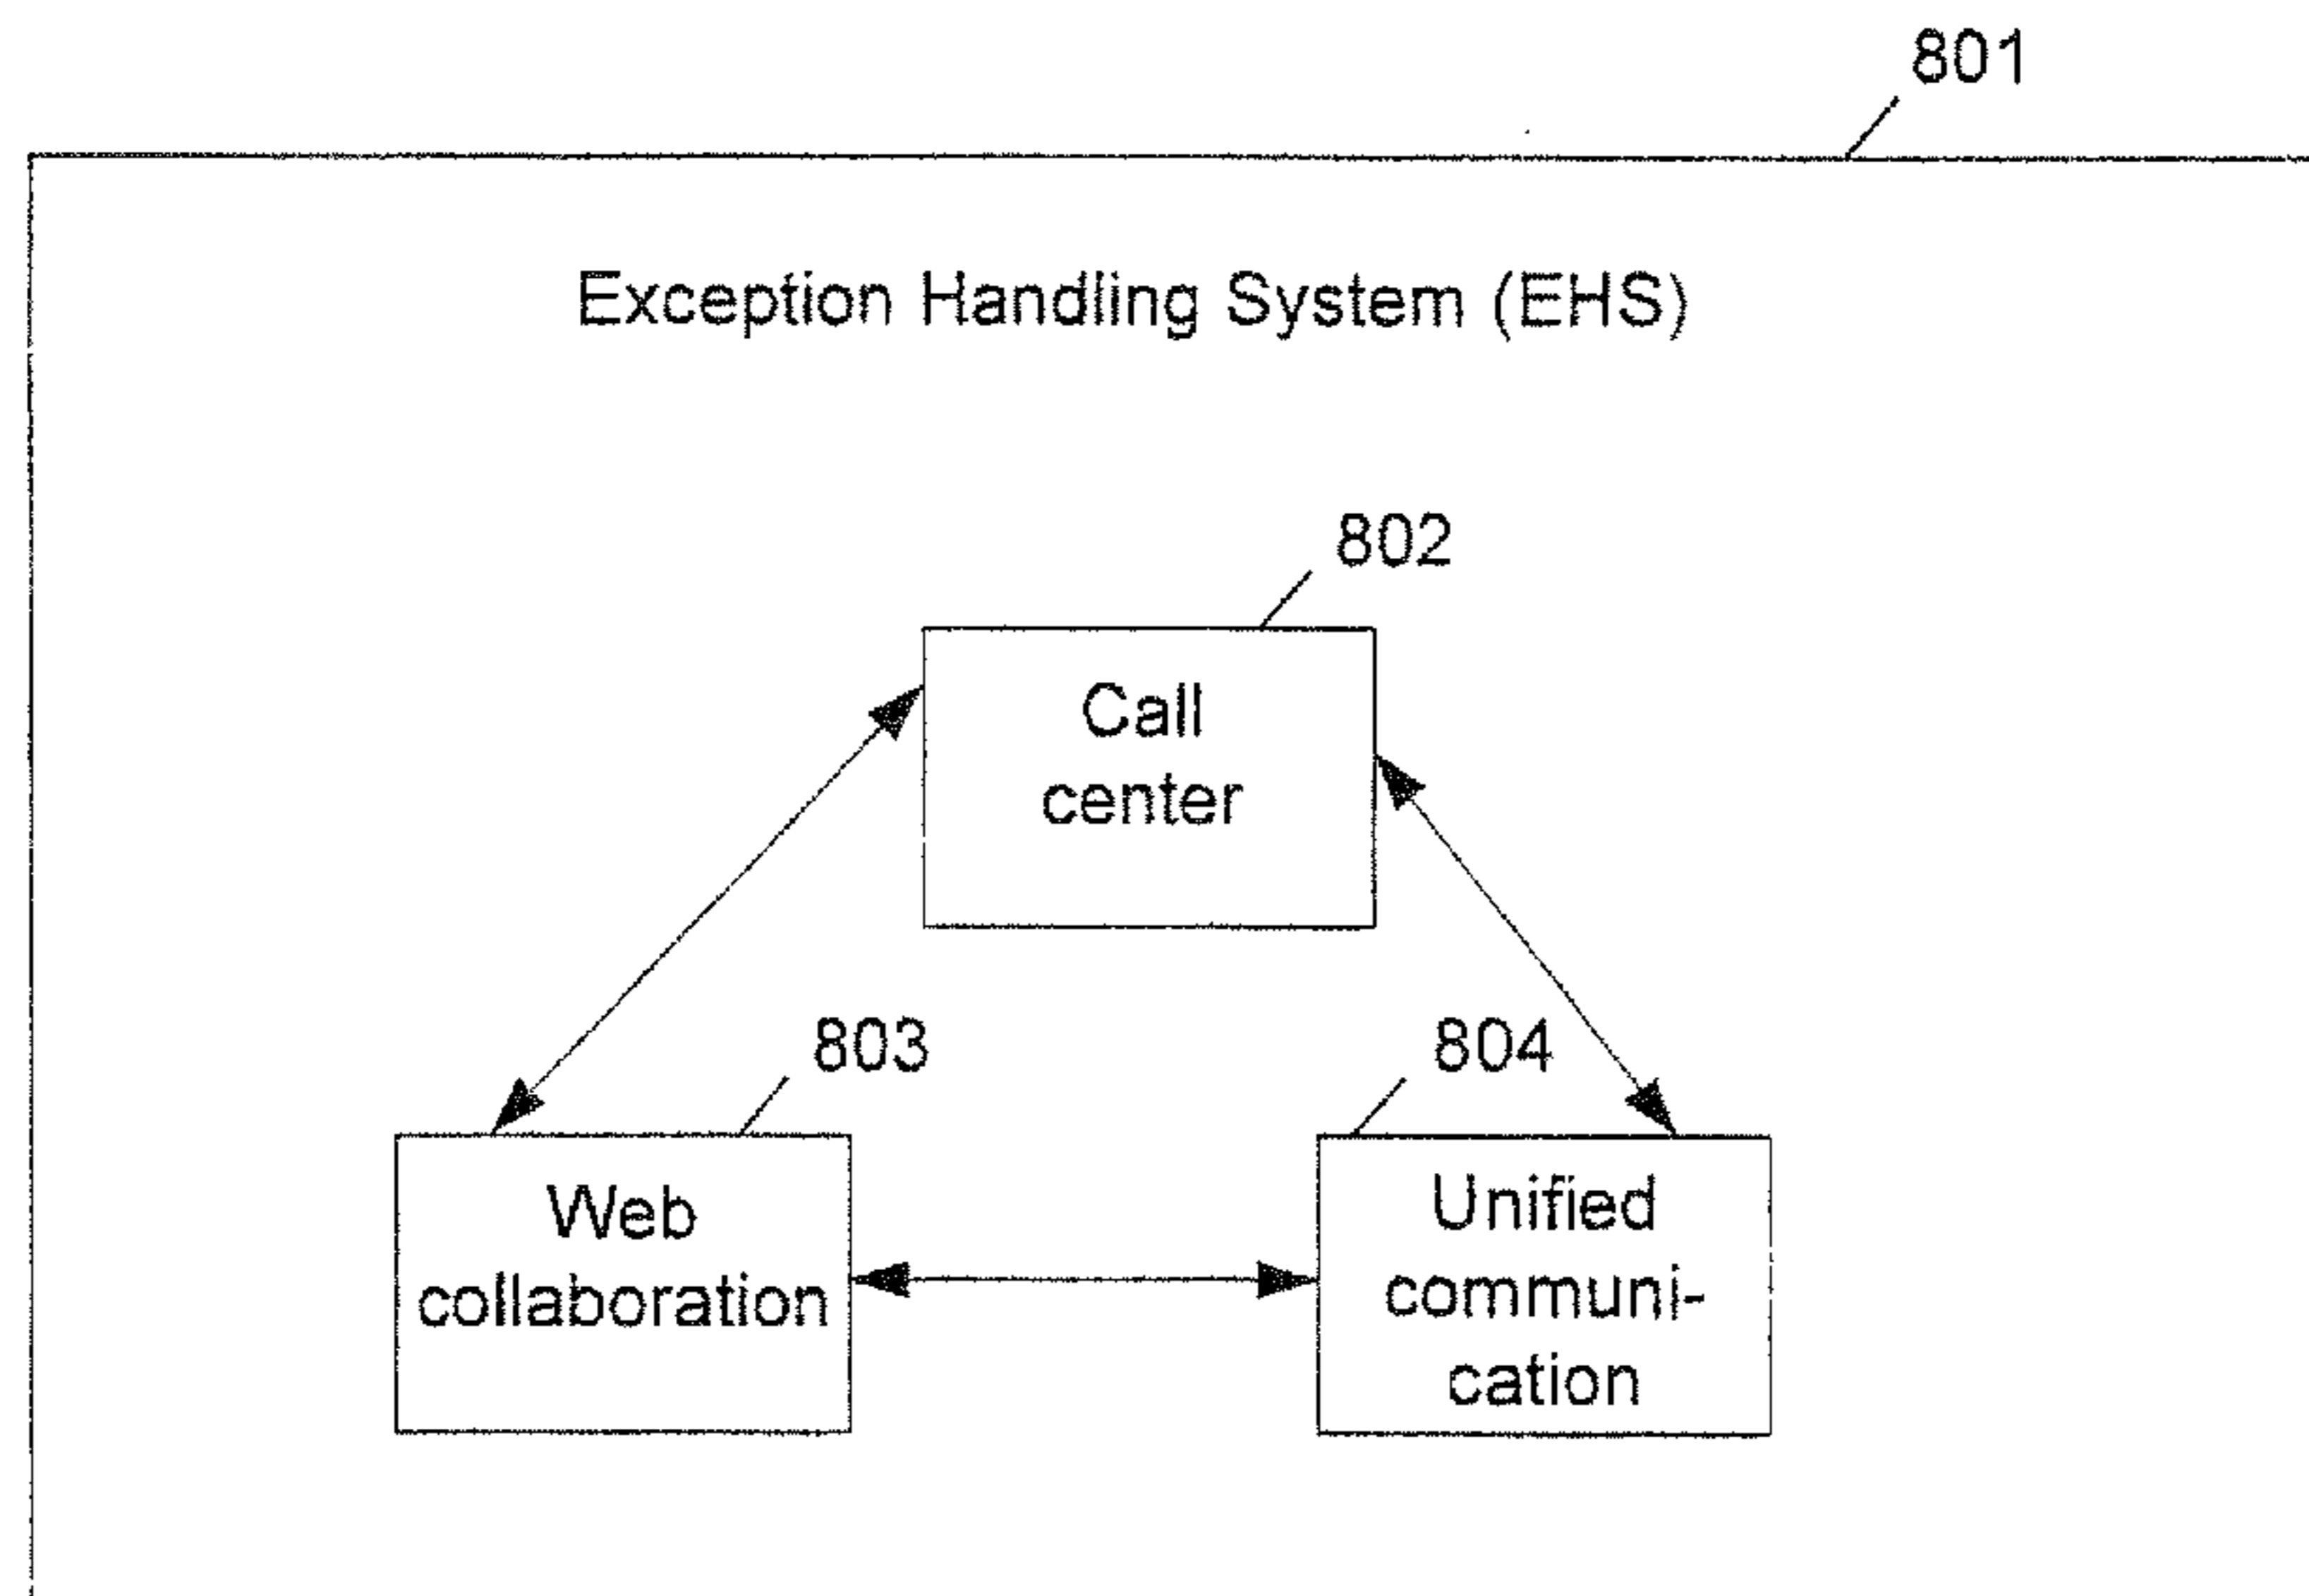 801
Exception Handling System (EHS)
802
Call
center
803
804
Web
collaboration
Unified
communi-
cation